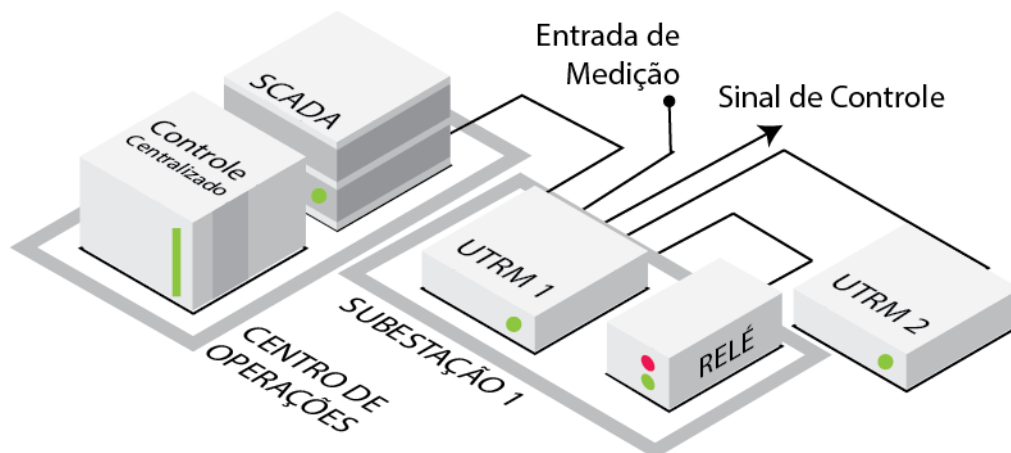 SCADA
Controle
Centralizado
CENTRO DE
OPERAÇÕES
Entrada de
Medição
Sinal de Controle
UTRM 1
SUBESTAÇÃO 1
RELÉ
UTRM 2